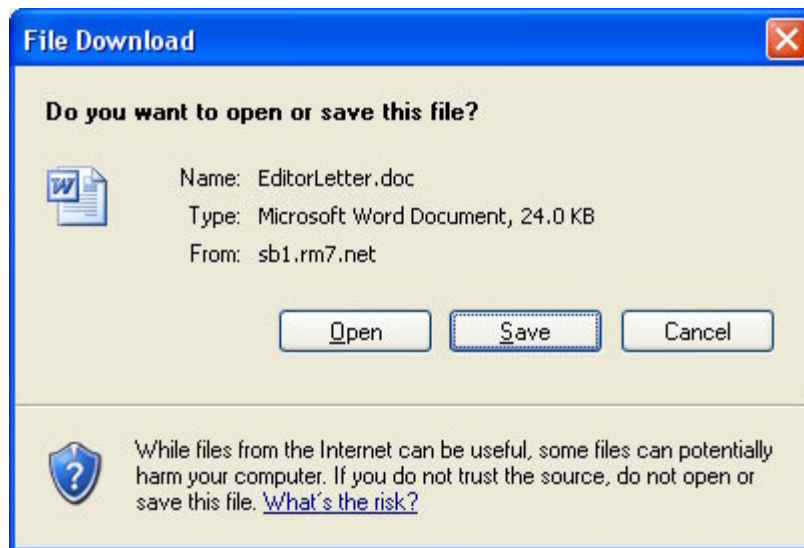 File Download
Do you want to open or save this file?
Name: EditorLetter.doc
Type: Microsoft Word Document, 24.0 KB
From: sb1.rm7.net
Open Save Cancel
While files from the Internet can be useful, some files can potentially
harm your computer. If you do not trust the source, do not open or
save this file. What's the risk?